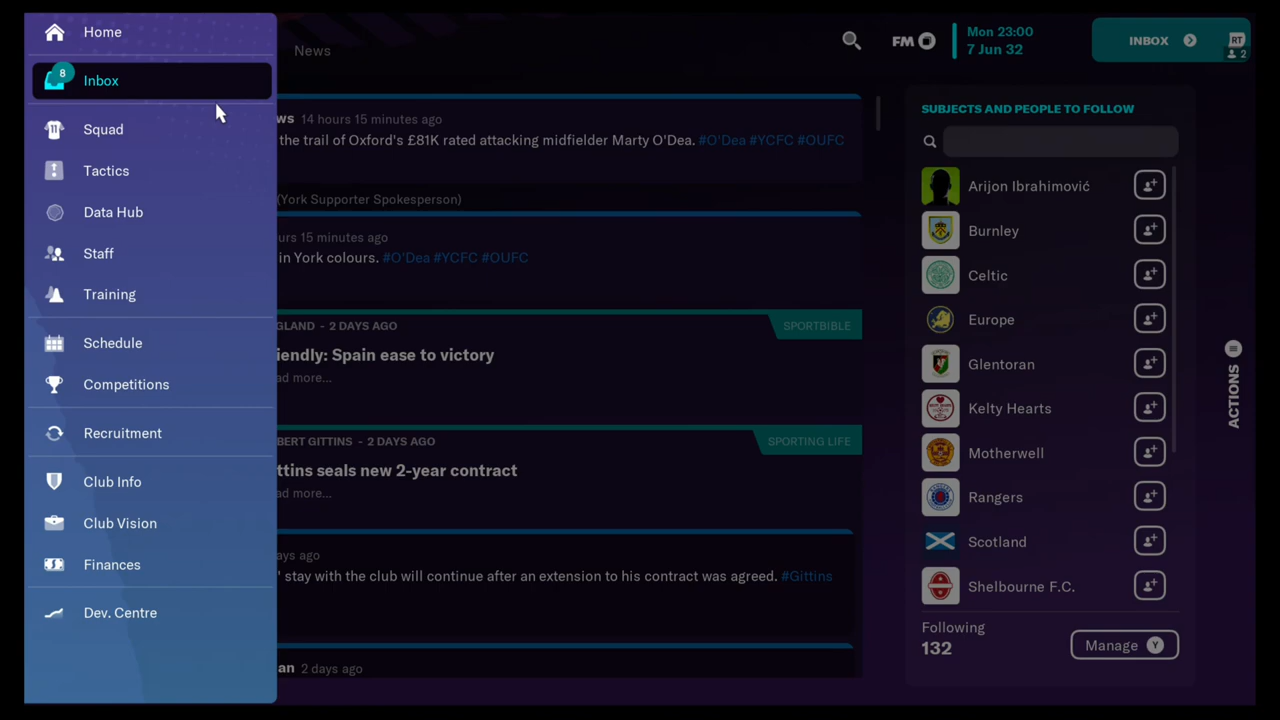 Home
8
Inbox
Squad
Tactics
Data Hub
Staff
Training
Schedule
Competitions
Recruitment
Club Info
Club Vision
Finances
Dev. Centre
News
FM
Mon 23:00
7 Jun 32
INBOX
RT
2
ws 14 hours 15 minutes ago
the trail of Oxford's £81K rated attacking midfielder Marty O'Dea. #O'Dea #YCFC #OUFC
(York Supporter Spokesperson)
urs 15 minutes ago
in York colours. #O'Dea #YCFC #OUFC
GLAND - 2 DAYS AGO
SPORTBIBLE
iendly: Spain ease to victory
ad more...
BERT GITTINS - 2 DAYS AGO
SPORTING LIFE
ttins seals new 2-year contract
ad more...
ays ago
' stay with the club will continue after an extension to his contract was agreed. #Gittins
an 2 days ago
SUBJECTS AND PEOPLE TO FOLLOW
Arijon Ibrahimović
Burnley
Celtic
Europe
Glentoran
Kelty Hearts
Motherwell
Rangers
Scotland
Shelbourne F.C.
Following
132
Manage Y
ACTIONS